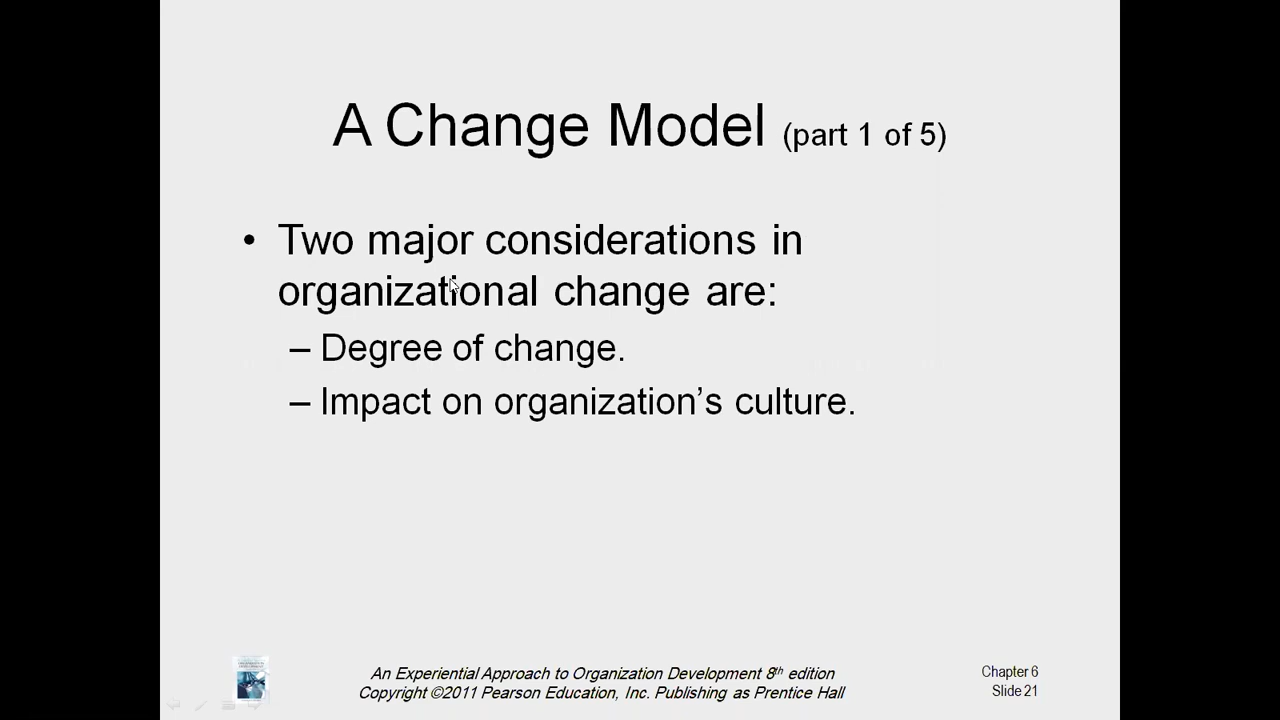 A Change Model (part 1 of 5)
• Two major considerations in
organizational change are:
– Degree of change.
– Impact on organization’s culture.
An Experiential Approach to Organization Development 8th edition
Copyright ©2011 Pearson Education, Inc. Publishing as Prentice Hall
Chapter 6
Slide 21